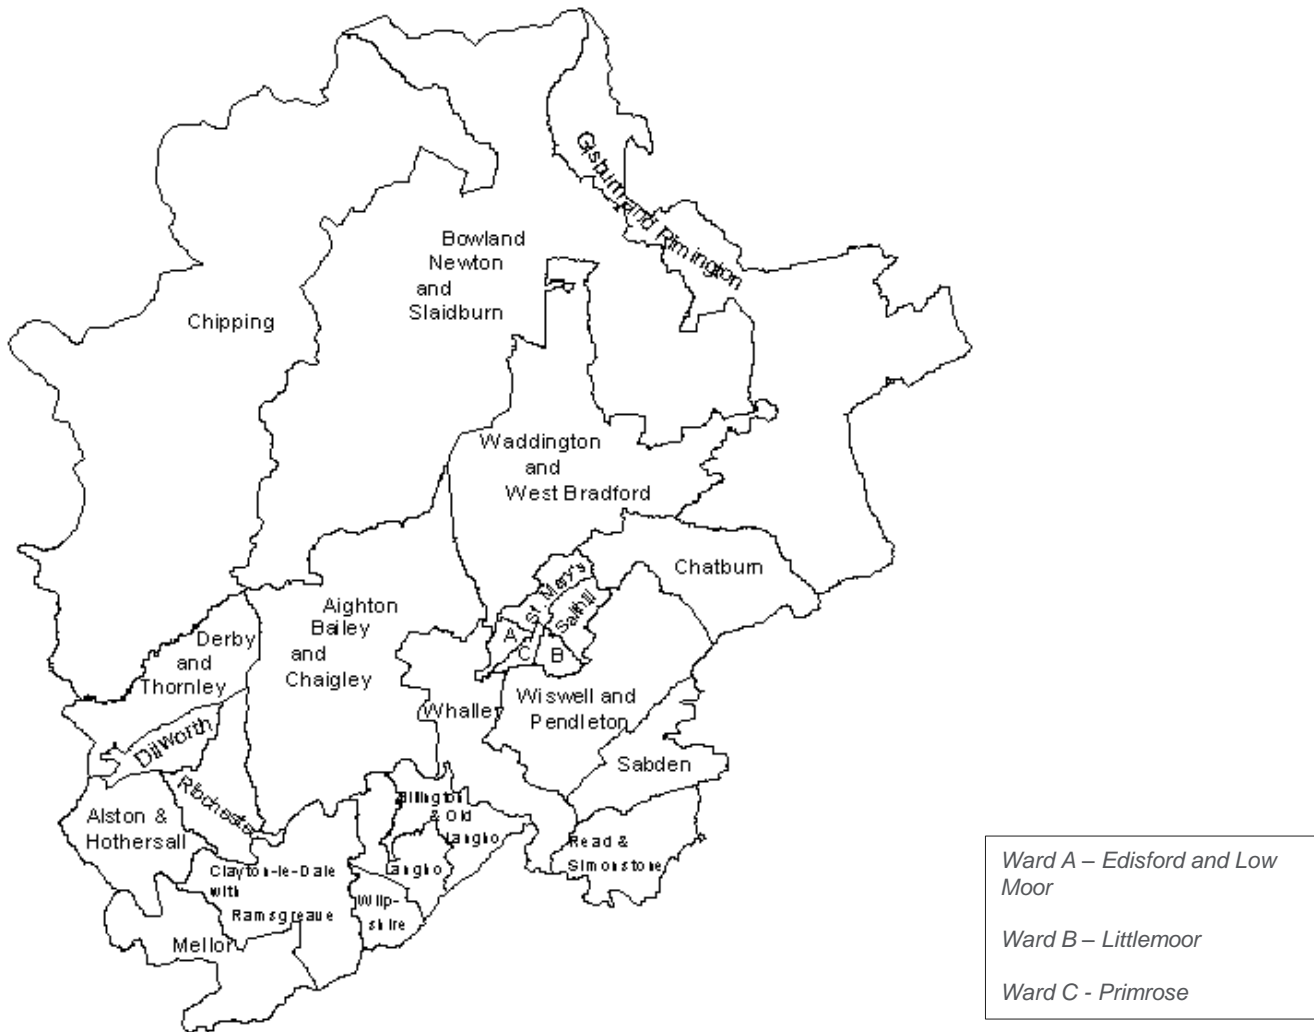 Gisburn and Rimington
Bowland
Newton
and
Slaidburn
Chipping
Waddington
and
West Bradford
Chatburn
St. Mary's
Salthill
A
C
B
Aighton
Bailey
and
Chaigley
Derby
and
Thornley
Whalley
Wiswell and
Pendleton
Dilworth
Sabden
Ribchester
Billington
& Old
Langho
Alston &
Hothersall
Read &
Simonstone
Langho
Clayton-le-Dale
with
Ramsgreave
Wilp-
shire
Mellor
Ward A – Edisford and Low
Moor
Ward B – Littlemoor
Ward C - Primrose